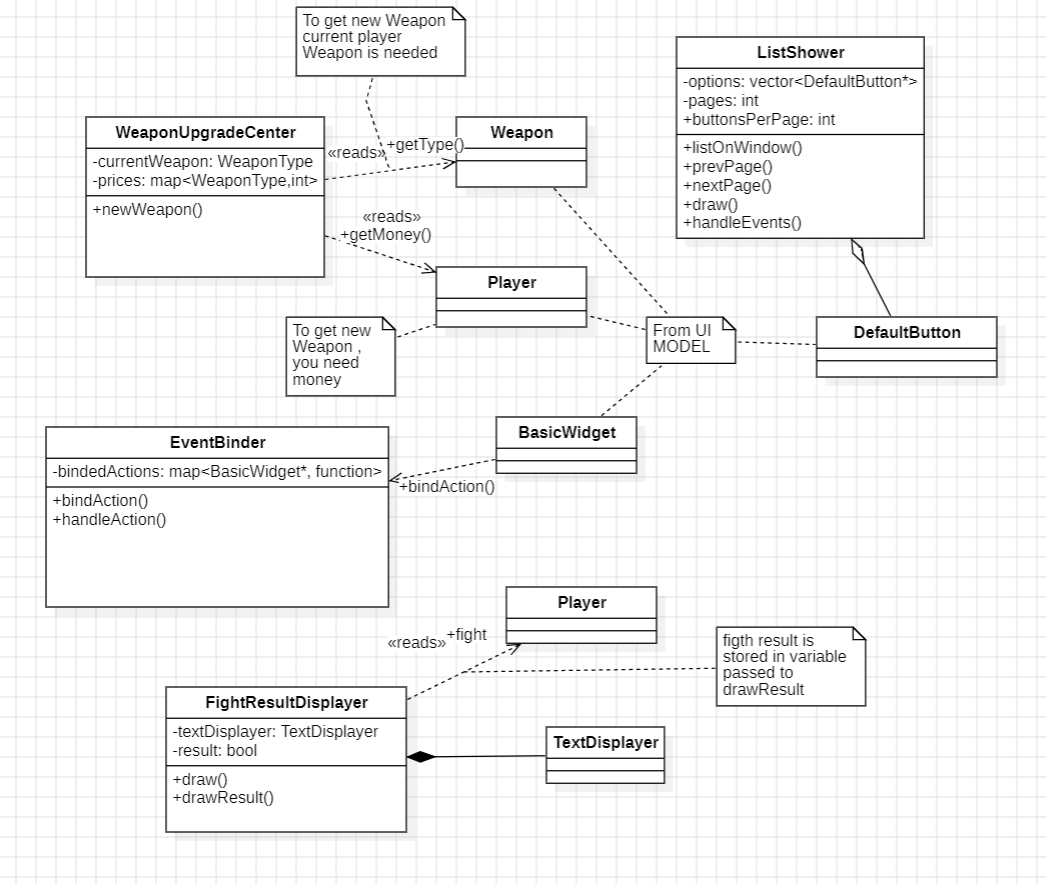 To get new Weapon
current player
Weapon is needed
ListShower
-options: vector<DefaultButton*>
-pages: int
+buttonsPerPage: int
+listOnWindow()
+prevPage()
+nextPage()
+draw()
+handleEvents()
WeaponUpgradeCenter
-currentWeapon: WeaponType
-prices: map<WeaponType,int>
+newWeapon()
«reads»
+getType()
Weapon
«reads»
+getMoney()
Player
To get new
Weapon ,
you need
money
From UI
MODEL
DefaultButton
BasicWidget
EventBinder
-bindedActions: map<BasicWidget*, function>
+bindAction()
+handleAction()
+bindAction()
Player
«reads»
+fight
figth result is
stored in variable
passed to
drawResult
FightResultDisplayer
-textDisplayer: TextDisplayer
-result: bool
+draw()
+drawResult()
TextDisplayer